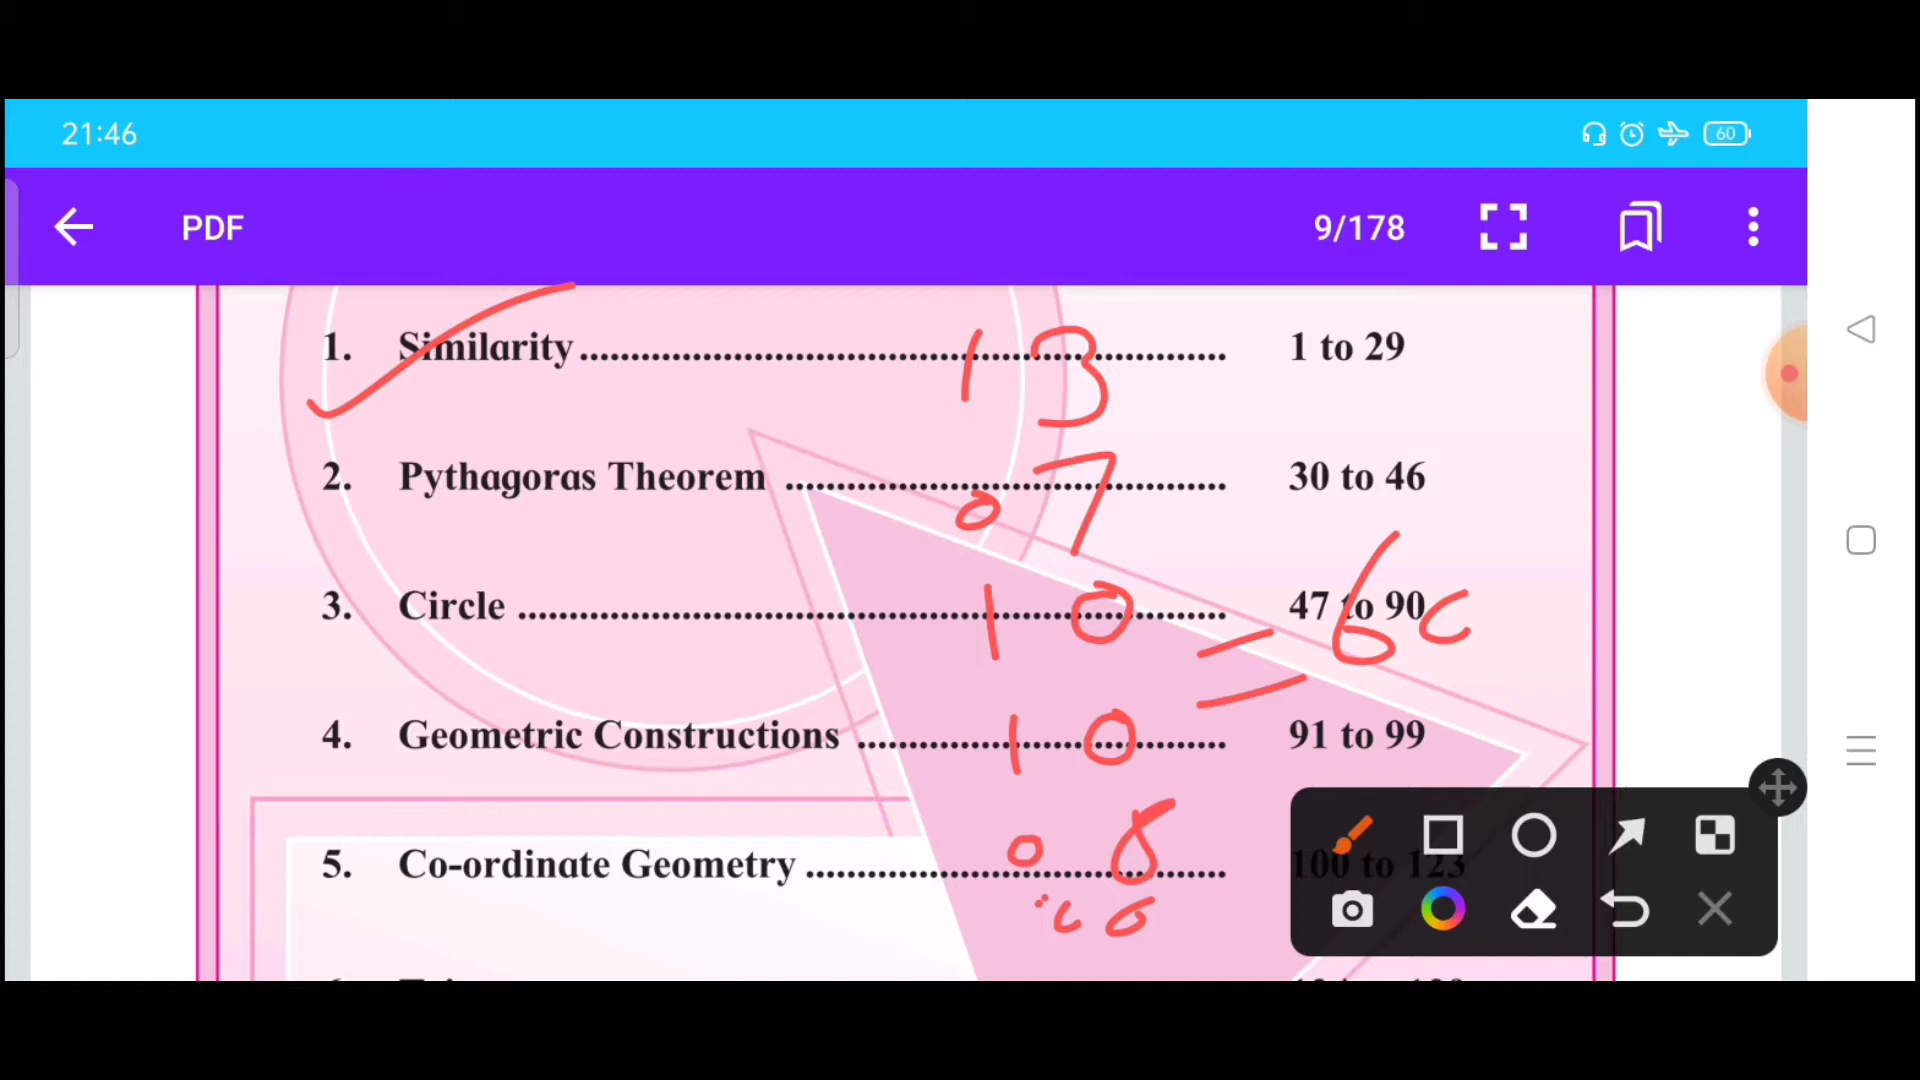 21:46 60
PDF 9/178
1. Similarity 13 1 to 29
2. Pythagoras Theorem 07 30 to 46
3. Circle 10 47 to 90
= 60
4. Geometric Constructions 10 91 to 99
5. Co-ordinate Geometry 08 100 to 123